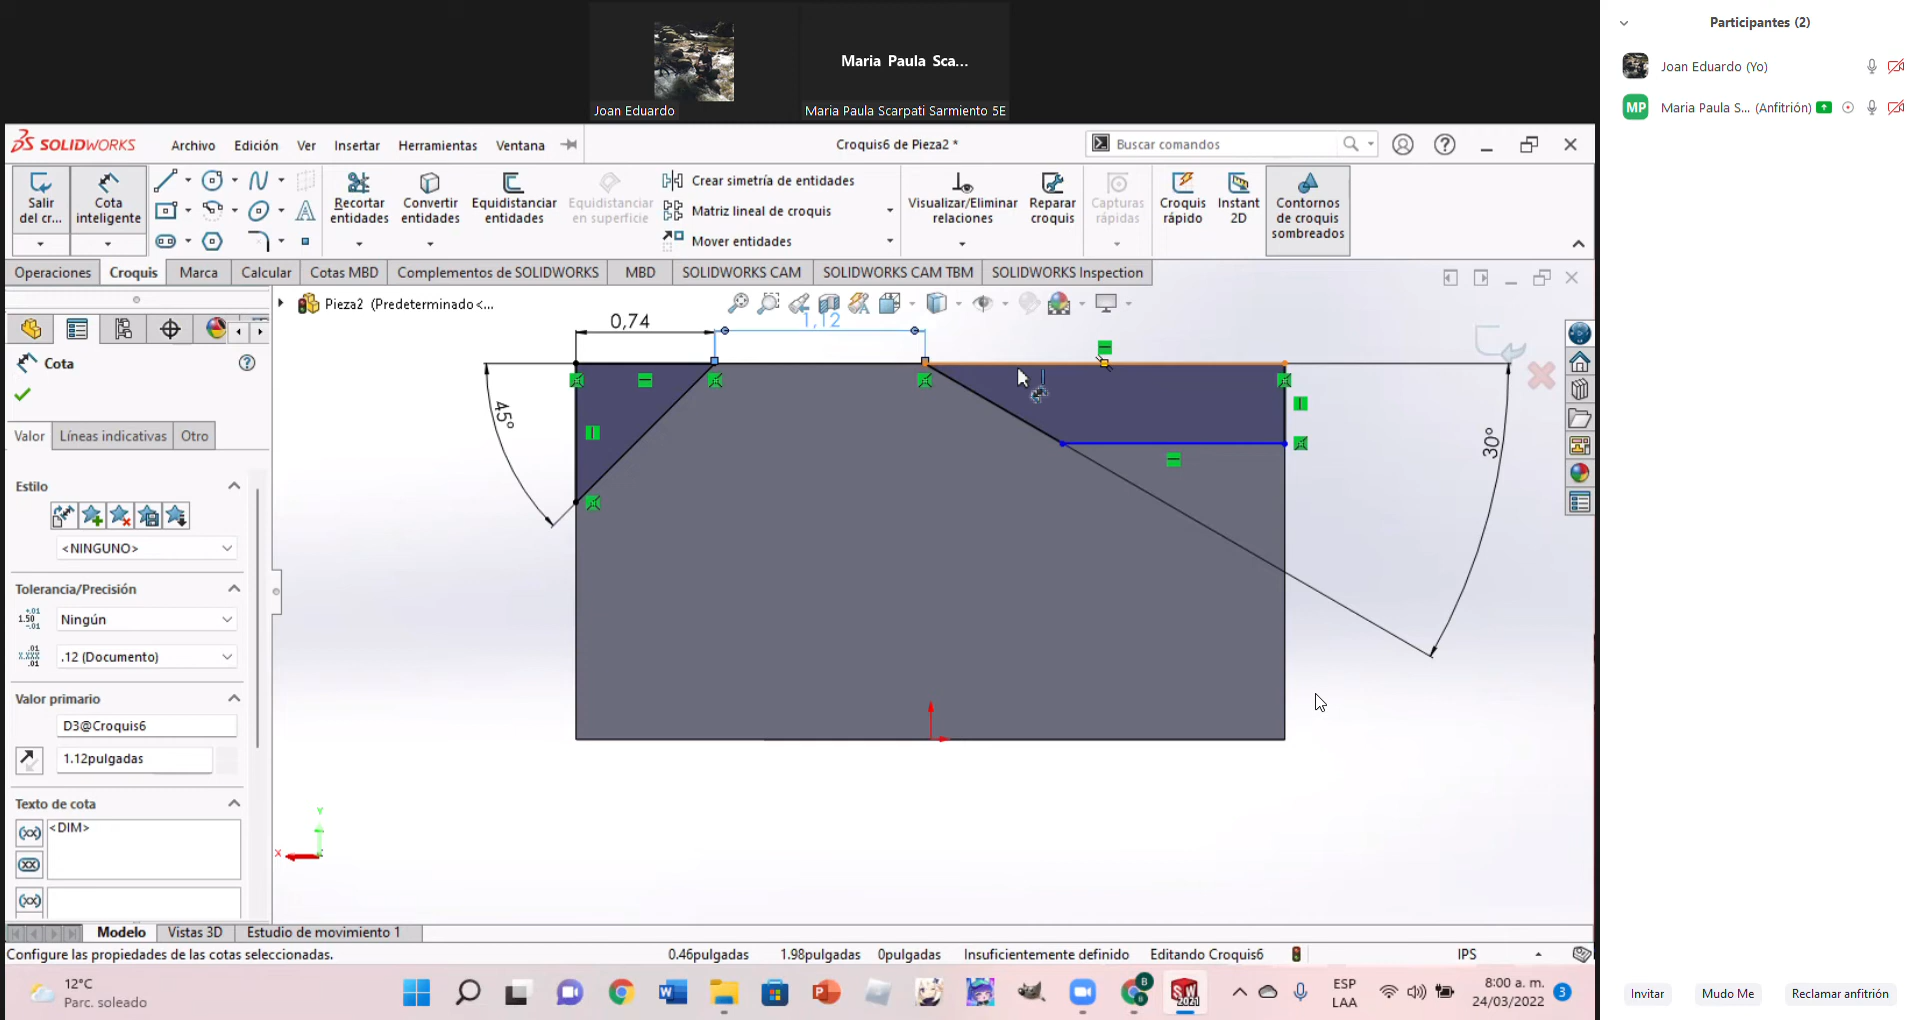 Maria Paula Sca...
Joan Eduardo
Maria Paula Scarpati Sarmiento 5E
Participantes (2)
Joan Eduardo (Yo)
MP
Maria Paula S... (Anfitrión)
SOLIDWORKS
Archivo
Edición
Ver
Insertar
Herramientas
Ventana
Croquis6 de Pieza2 *
Buscar comandos
Salir
del cr...
Cota
inteligente
Recortar
entidades
Convertir
entidades
Equidistanciar
entidades
Equidistanciar
en superficie
Crear simetría de entidades
Matriz lineal de croquis
Mover entidades
Visualizar/Eliminar
relaciones
Reparar
croquis
Capturas
rápidas
Croquis
rápido
Instant
2D
Contornos
de croquis
sombreados
Operaciones
Croquis
Marca
Calcular
Cotas MBD
Complementos de SOLIDWORKS
MBD
SOLIDWORKS CAM
SOLIDWORKS CAM TBM
SOLIDWORKS Inspection
Pieza2 (Predeterminado<...
Cota
Valor
Líneas indicativas
Otro
Estilo
<NINGUNO>
Tolerancia/Precisión
Ningún
.12 (Documento)
Valor primario
D3@Croquis6
1.12pulgadas
Texto de cota
<DIM>
0,74
1,12
45°
30°
Y
X
Modelo
Vistas 3D
Estudio de movimiento 1
Configure las propiedades de las cotas seleccionadas.
0.46pulgadas
1.98pulgadas
0pulgadas
Insuficientemente definido
Editando Croquis6
IPS
12°C
Parc. soleado
ESP
LAA
8:00 a. m.
24/03/2022
3
Invitar
Mudo Me
Reclamar anfitrión